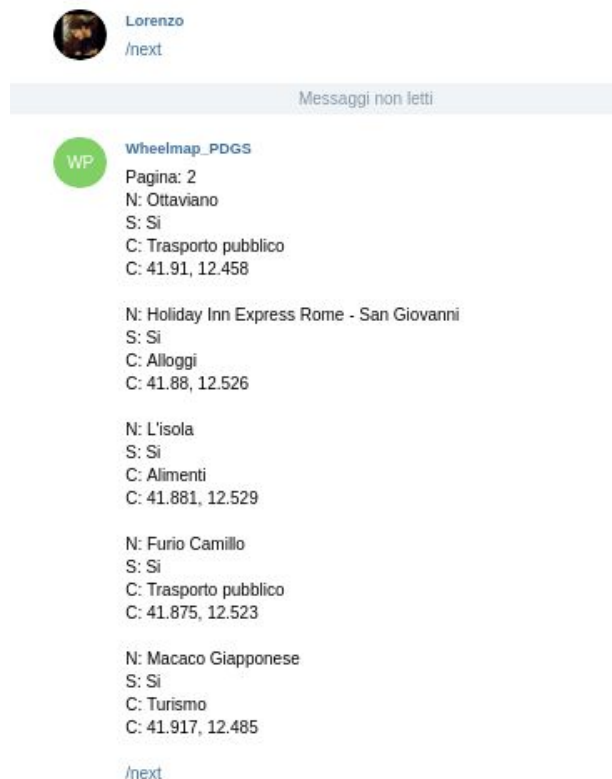 Lorenzo
/next
Messaggi non letti
WP
Wheelmap_PDGS
Pagina: 2
N: Ottaviano
S: Si
C: Trasporto pubblico
C: 41.91, 12.458
N: Holiday Inn Express Rome - San Giovanni
S: Si
C: Alloggi
C: 41.88, 12.526
N: L'isola
S: Si
C: Alimenti
C: 41.881, 12.529
N: Furio Camillo
S: Si
C: Trasporto pubblico
C: 41.875, 12.523
N: Macaco Giapponese
S: Si
C: Turismo
C: 41.917, 12.485
/next